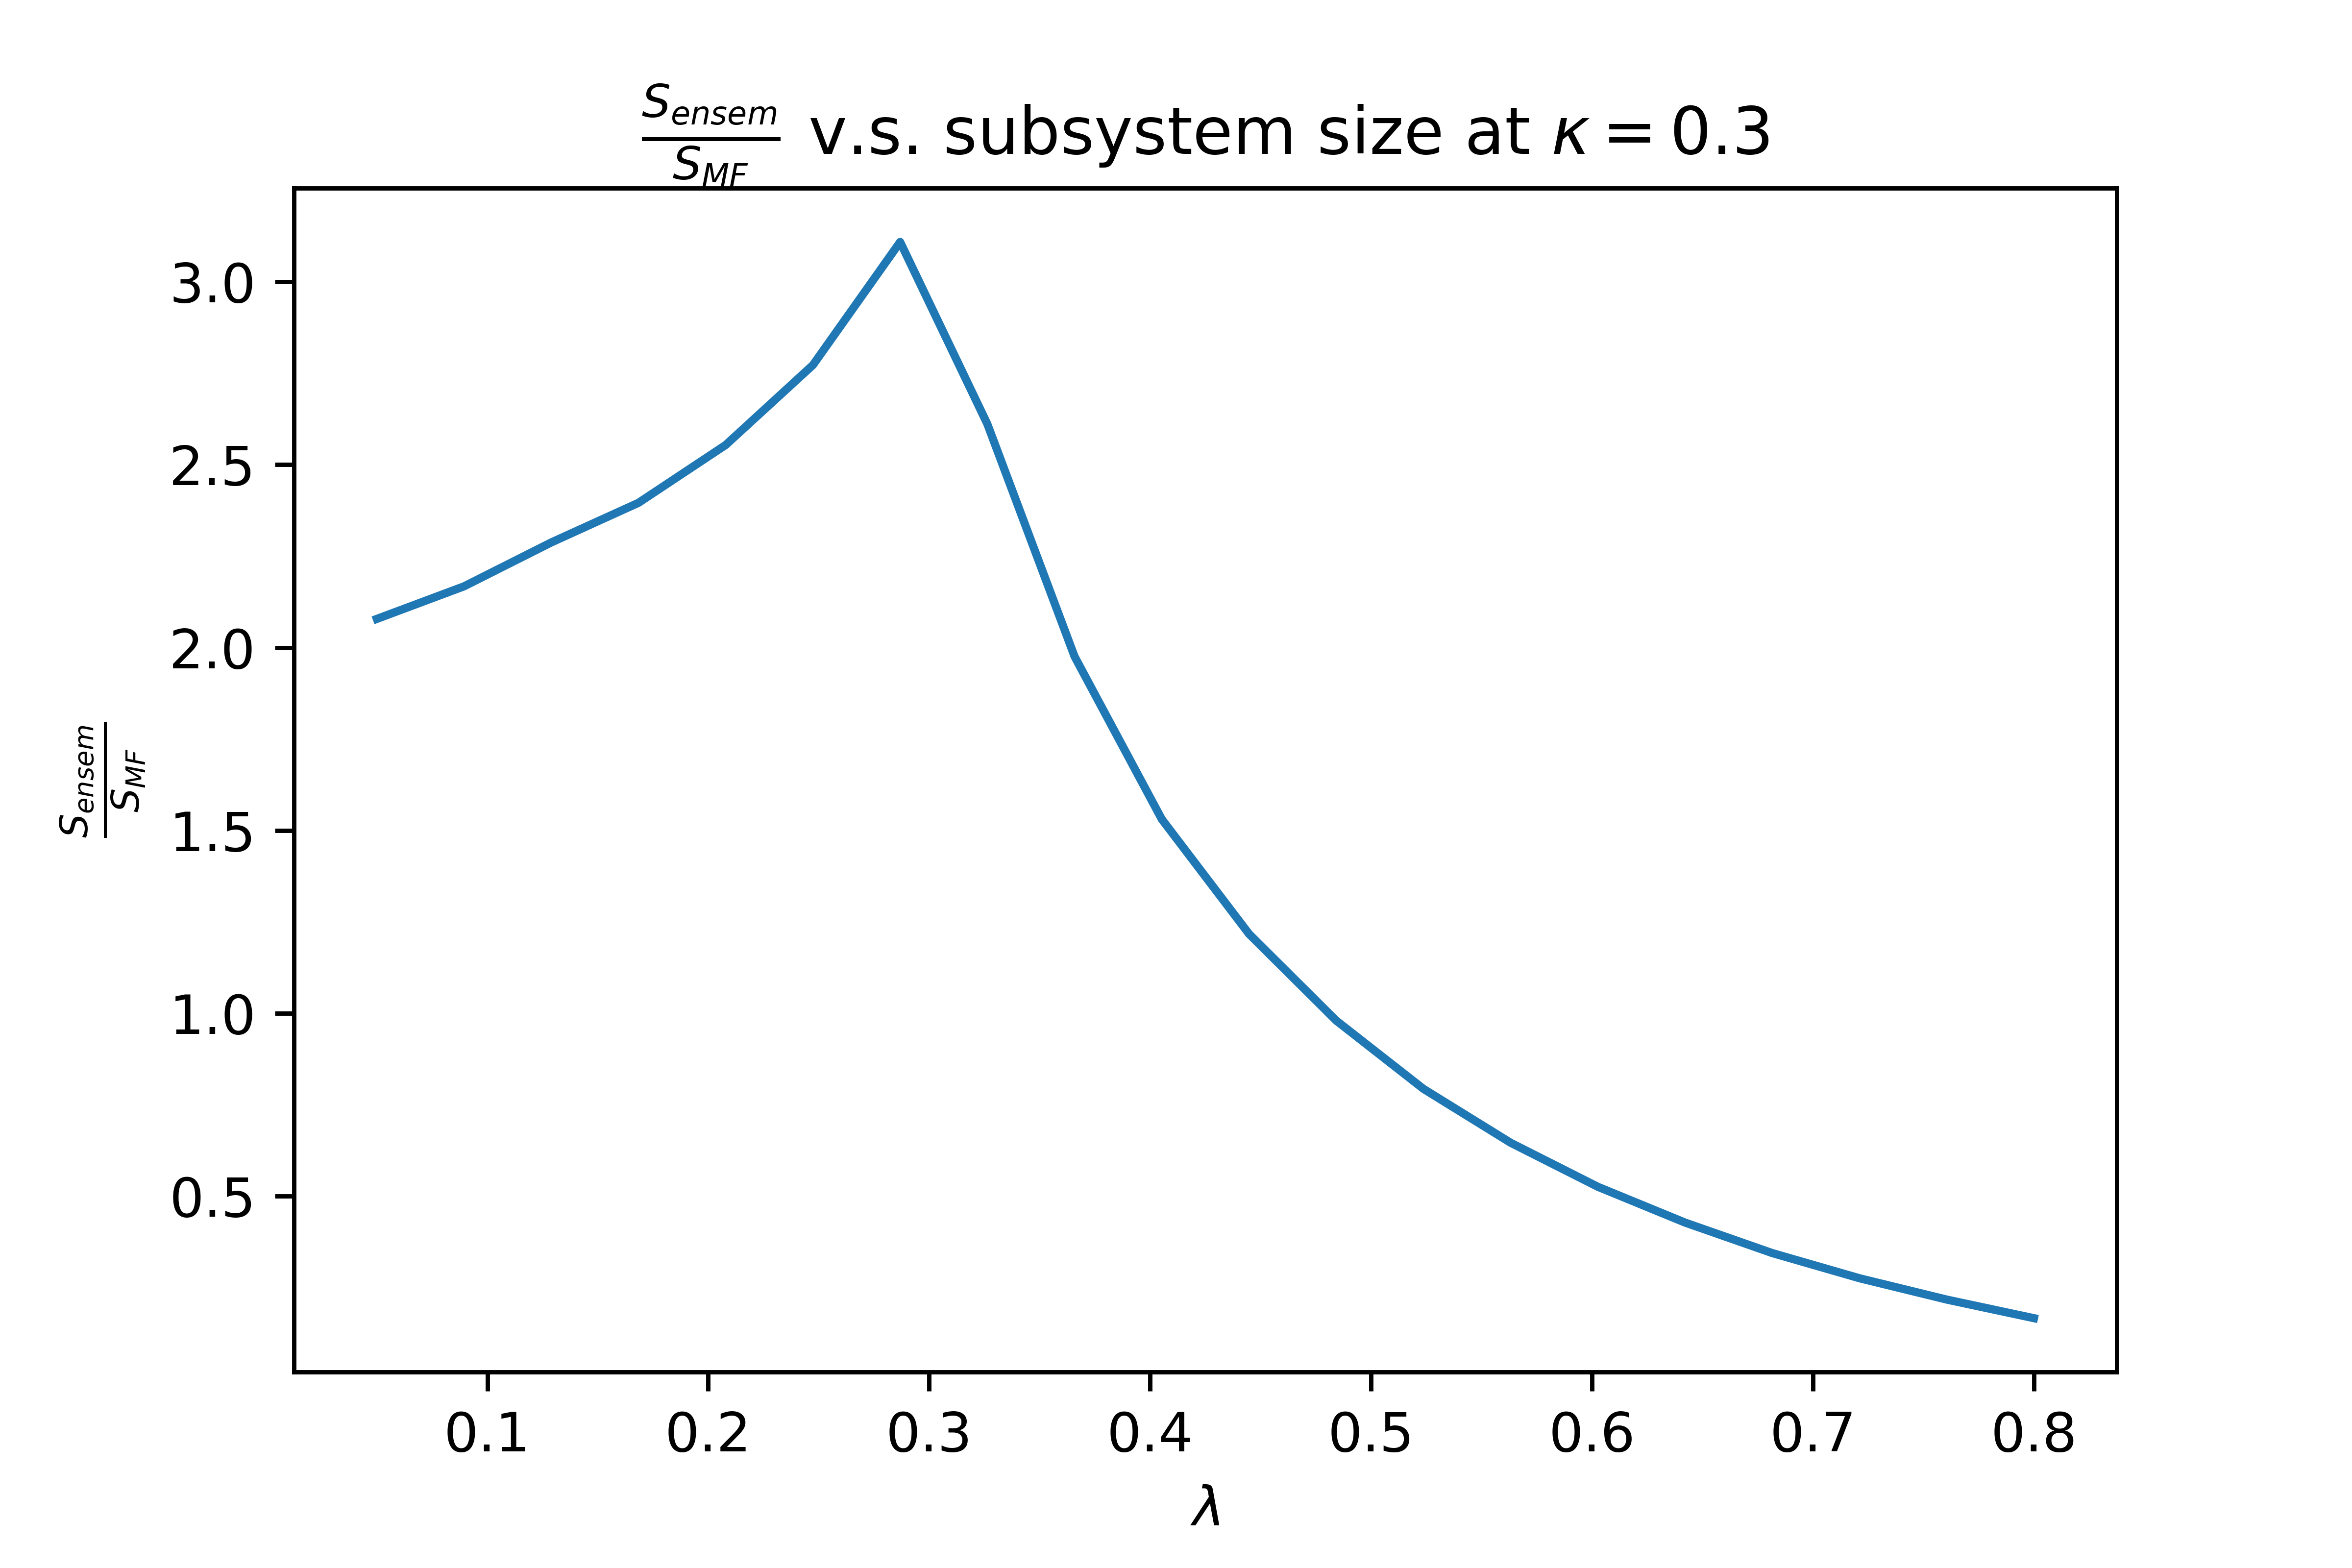 S_ensem/S_MF v.s. subsystem size at κ = 0.3
3.0
2.5
2.0
1.5
1.0
0.5
S_ensem/S_MF
0.1 0.2 0.3 0.4 0.5 0.6 0.7 0.8
λ